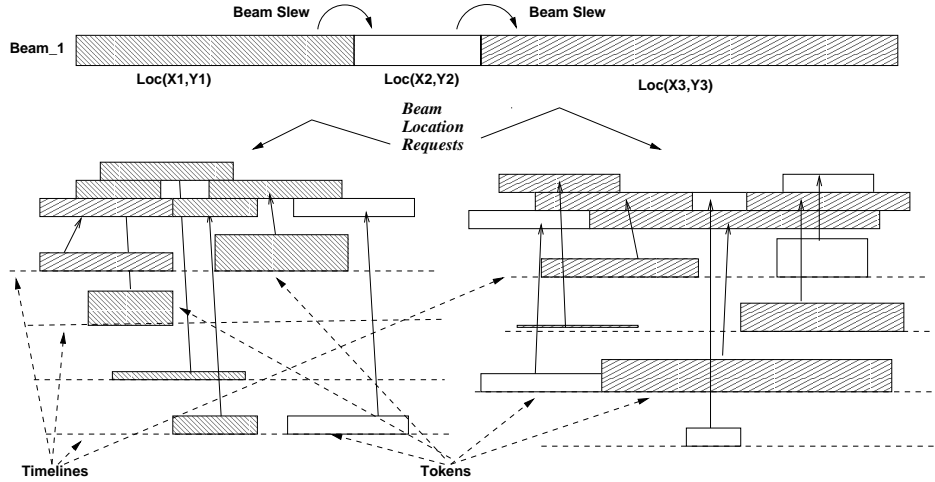 Beam Slew
Beam Slew
Beam_1
Loc(X1,Y1)
Loc(X2,Y2)
Loc(X3,Y3)
Beam
Location
Requests
Timelines
Tokens